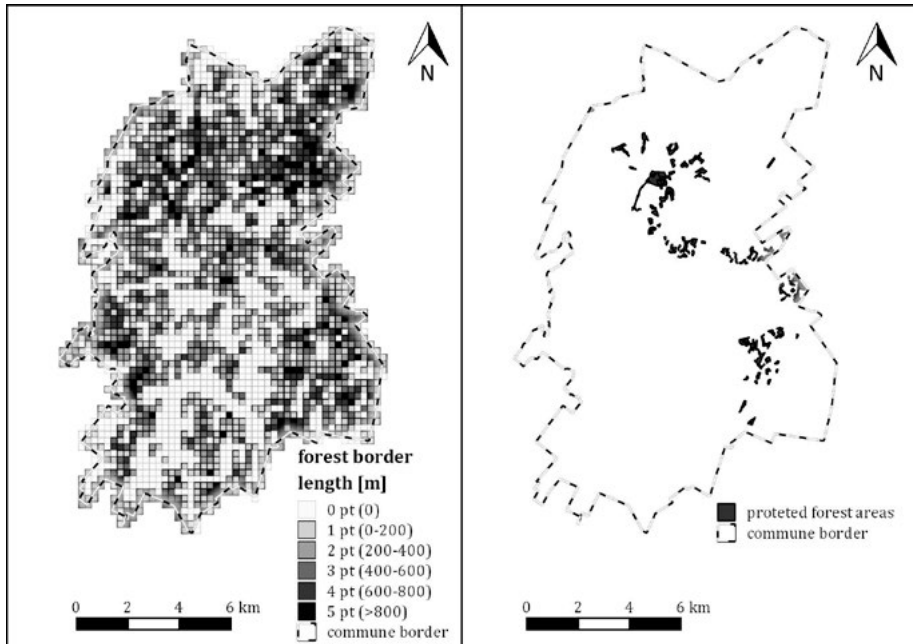 N
forest border
length [m]
0 pt (0)
1 pt (0-200)
2 pt (200-400)
3 pt (400-600)
4 pt (600-800)
5 pt (>800)
commune border
0 2 4 6 km
N
proteted forest areas
commune border
0 2 4 6 km